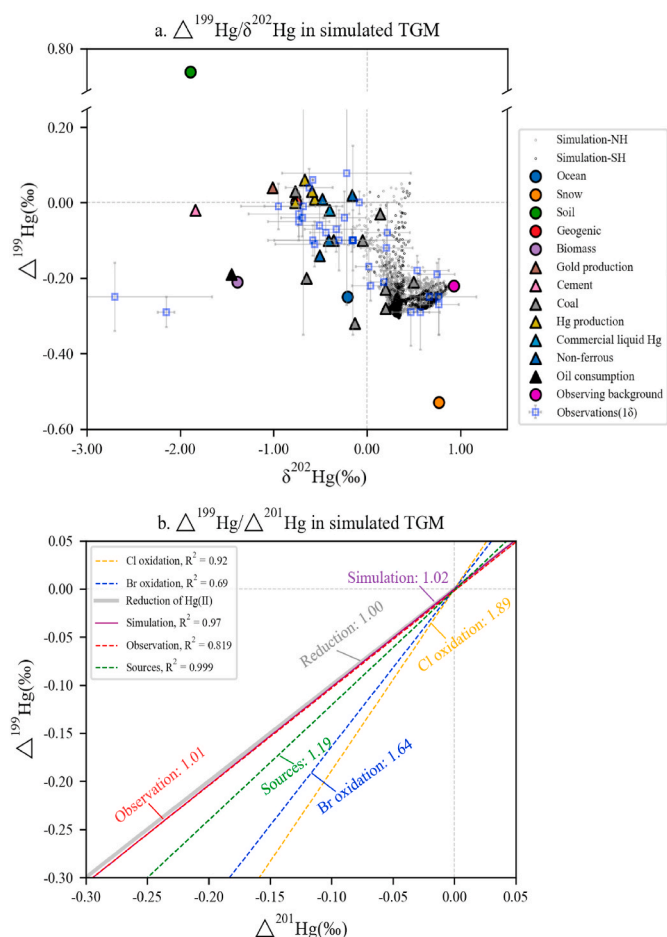 a. △¹⁹⁹Hg/δ²⁰²Hg in simulated TGM
0.80
0.20
0.00
-0.20
-0.40
-0.60
△¹⁹⁹Hg(‰)
-3.00 -2.00 -1.00 0.00 1.00
δ²⁰²Hg(‰)
Simulation-NH
Simulation-SH
Ocean
Snow
Soil
Geogenic
Biomass
Gold production
Cement
Coal
Hg production
Commercial liquid Hg
Non-ferrous
Oil consumption
Observing background
Observations(1δ)
b. △¹⁹⁹Hg/△²⁰¹Hg in simulated TGM
0.05
0.00
-0.05
-0.10
-0.15
-0.20
-0.25
-0.30
△¹⁹⁹Hg(‰)
Cl oxidation, R² = 0.92
Br oxidation, R² = 0.69
Reduction of Hg(II)
Simulation, R² = 0.97
Observation, R² = 0.819
Sources, R² = 0.999
Simulation: 1.02
Reduction: 1.00
Cl oxidation: 1.89
Observation: 1.01
Sources: 1.19
Br oxidation: 1.64
-0.30 -0.25 -0.20 -0.15 -0.10 -0.05 0.00 0.05
△²⁰¹Hg(‰)